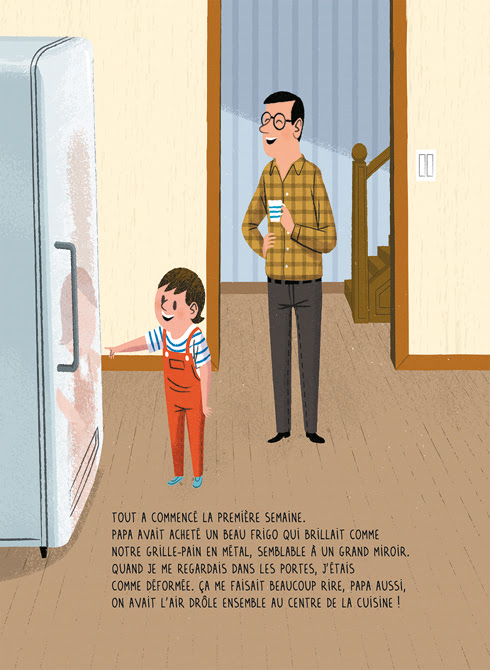 TOUT A COMMENCÉ LA PREMIÈRE SEMAINE.
PAPA AVAIT ACHETÉ UN BEAU FRIGO QUI BRILLAIT COMME
NOTRE GRILLE-PAIN EN MÉTAL, SEMBLABLE À UN GRAND MIROIR.
QUAND JE ME REGARDAIS DANS LES PORTES, J'ÉTAIS
COMME DÉFORMÉE. ÇA ME FAISAIT BEAUCOUP RIRE, PAPA AUSSI,
ON AVAIT L'AIR DRÔLE ENSEMBLE AU CENTRE DE LA CUISINE !